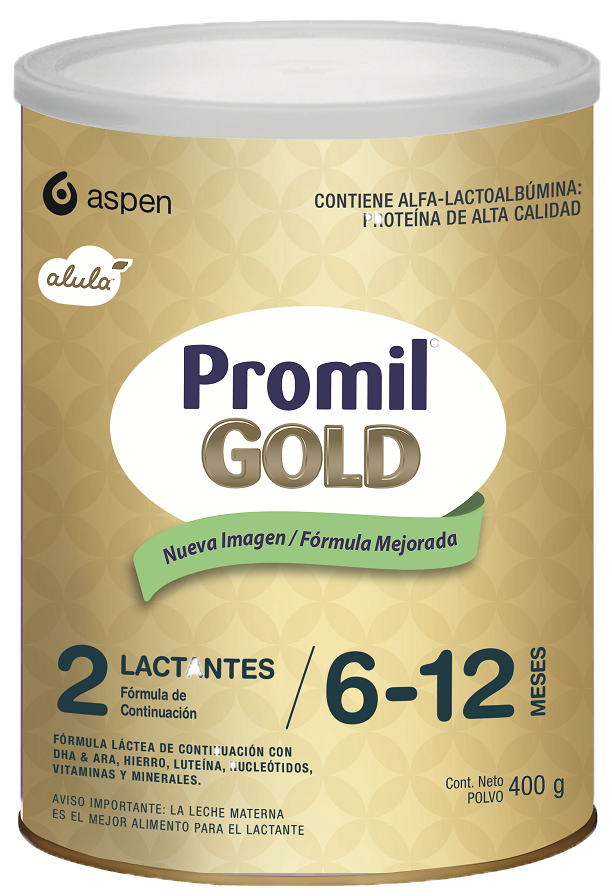 aspen
CONTIENE ALFA-LACTOALBÚMINA:
PROTEÍNA DE ALTA CALIDAD
alula™
Promil©
GOLD
Nueva Imagen / Fórmula Mejorada
2 LACTANTES / 6-12 MESES
Fórmula de
Continuación
FÓRMULA LÁCTEA DE CONTINUACIÓN CON
DHA & ARA, HIERRO, LUTEÍNA, NUCLEÓTIDOS,
VITAMINAS Y MINERALES.
Cont. Neto
POLVO 400 g
AVISO IMPORTANTE: LA LECHE MATERNA
ES EL MEJOR ALIMENTO PARA EL LACTANTE